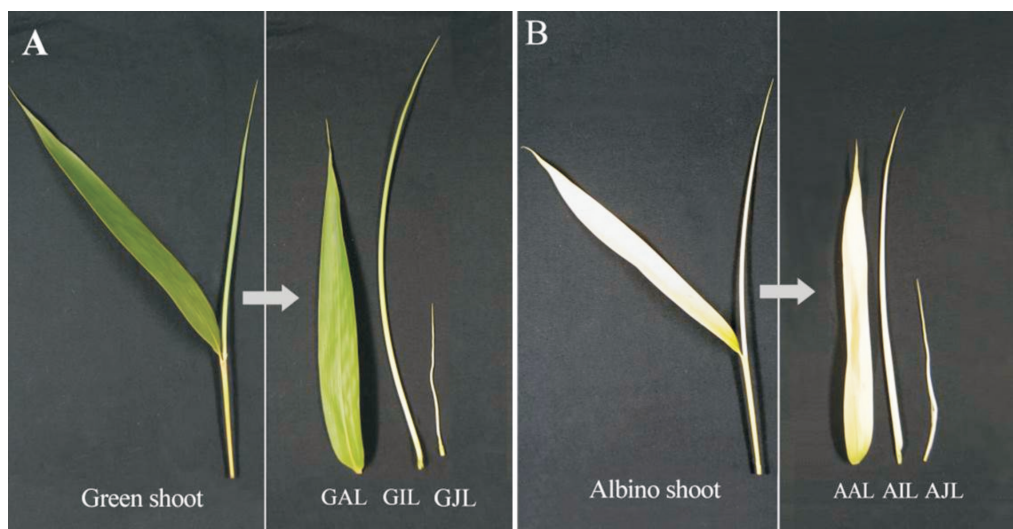 A
Green shoot
GAL GIL GJL
B
Albino shoot
AAL AIL AJL